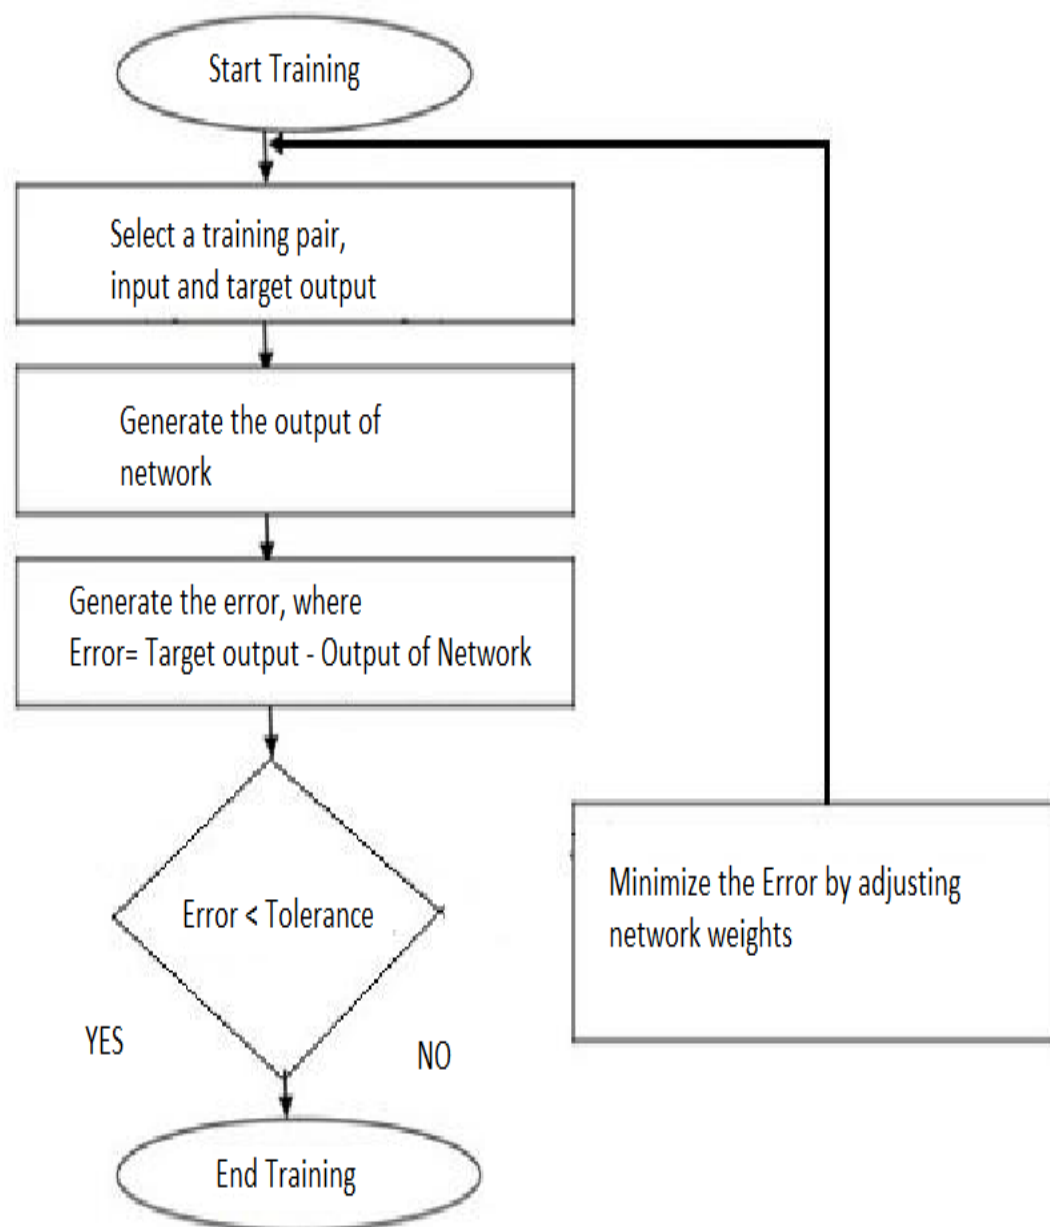 Start Training
Select a training pair,
input and target output
Generate the output of
network
Generate the error, where
Error= Target output - Output of Network
Error < Tolerance
Minimize the Error by adjusting
network weights
YES
NO
End Training